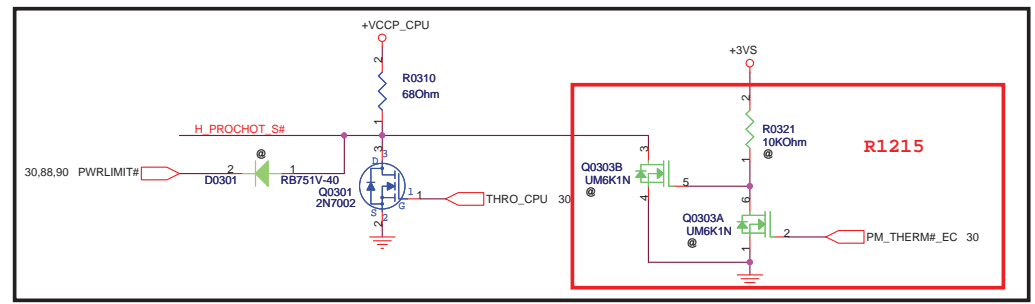 +VCCP_CPU
+3VS
2
R0310
68Ohm
1
2
R0321
10KOhm
1
@
R1215
H_PROCHOT_S#
@
30,88,90 PWRLIMIT#
2
1
D0301
RB751V-40
3
D
3
Q0301
2N7002
1
G
1
THRO_CPU 30
S
2
2
Q0303B
UM6K1N
@
3
5
4
Q0303A
UM6K1N
@
6
2
1
PM_THERM#_EC 30